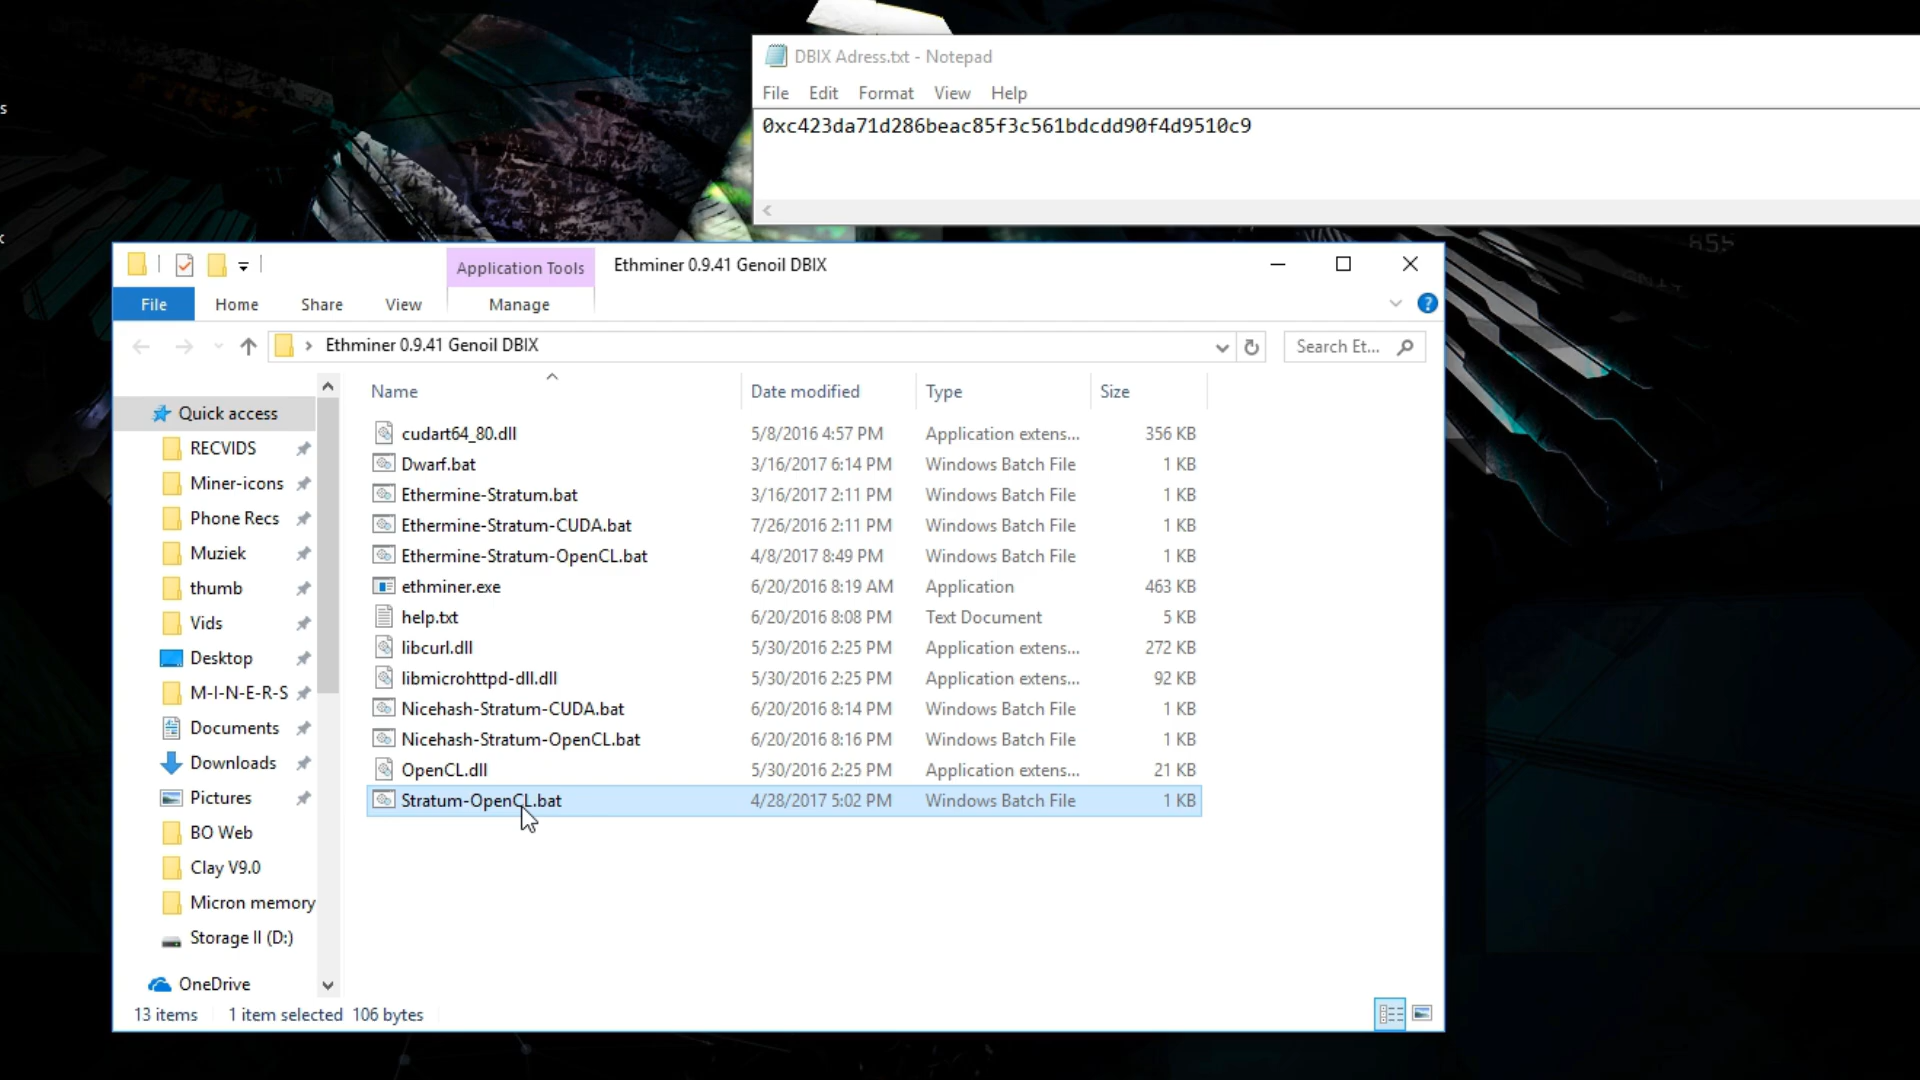 DBIX Adress.txt - Notepad
File Edit Format View Help
0xc423da71d286beac85f3c561bdcdd90f4d9510c9
s
Application Tools Ethminer 0.9.41 Genoil DBIX
File Home Share View Manage
Ethminer 0.9.41 Genoil DBIX Search Et...
Name Date modified Type Size
Quick access
RECVIDS
Miner-icons
Phone Recs
Muziek
thumb
Vids
Desktop
M-I-N-E-R-S
Documents
Downloads
Pictures
BO Web
Clay V9.0
Micron memory
Storage II (D:)
OneDrive
cudart64_80.dll 5/8/2016 4:57 PM Application extens... 356 KB
Dwarf.bat 3/16/2017 6:14 PM Windows Batch File 1 KB
Ethermine-Stratum.bat 3/16/2017 2:11 PM Windows Batch File 1 KB
Ethermine-Stratum-CUDA.bat 7/26/2016 2:11 PM Windows Batch File 1 KB
Ethermine-Stratum-OpenCL.bat 4/8/2017 8:49 PM Windows Batch File 1 KB
ethminer.exe 6/20/2016 8:19 AM Application 463 KB
help.txt 6/20/2016 8:08 PM Text Document 5 KB
libcurl.dll 5/30/2016 2:25 PM Application extens... 272 KB
libmicrohttpd-dll.dll 5/30/2016 2:25 PM Application extens... 92 KB
Nicehash-Stratum-CUDA.bat 6/20/2016 8:14 PM Windows Batch File 1 KB
Nicehash-Stratum-OpenCL.bat 6/20/2016 8:16 PM Windows Batch File 1 KB
OpenCL.dll 5/30/2016 2:25 PM Application extens... 21 KB
Stratum-OpenCL.bat 4/28/2017 5:02 PM Windows Batch File 1 KB
13 items 1 item selected 106 bytes